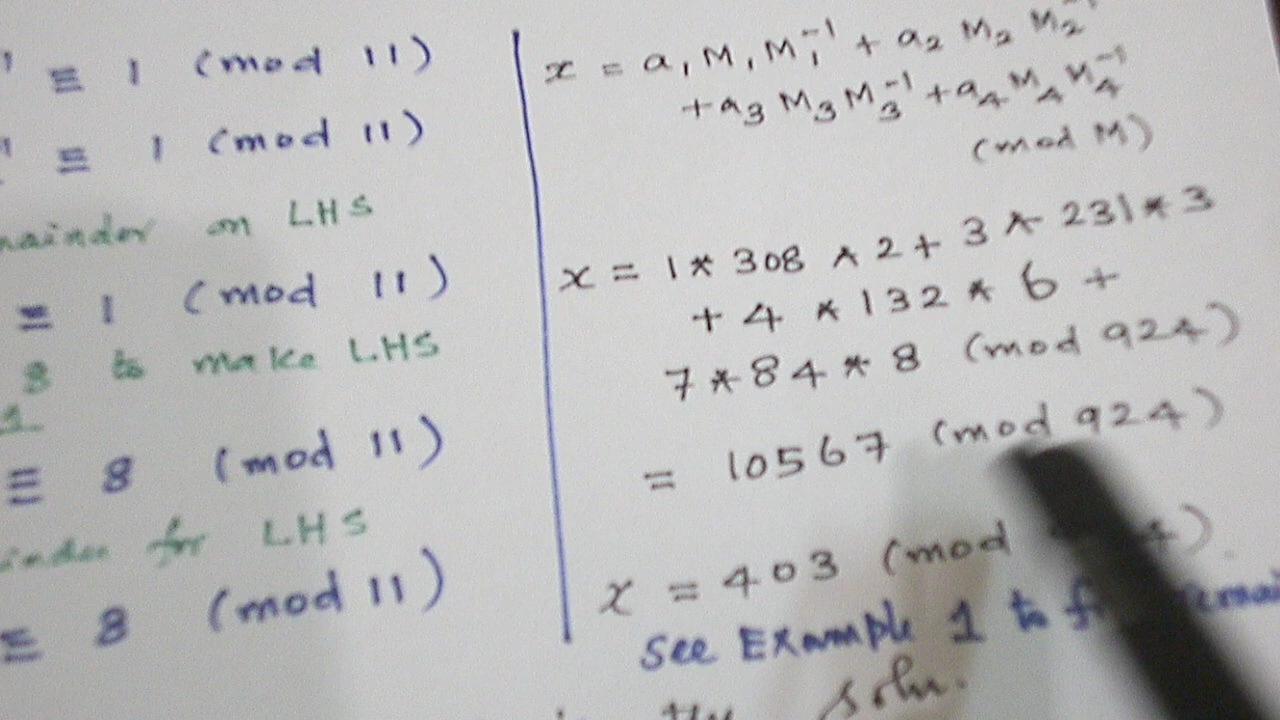 ≡ 1 (mod 11)
≡ 1 (mod 11)
on LHS
≡ 1 (mod 11)
8 to make LHS
1
≡ 8 (mod 11)
for LHS
≡ 8 (mod 11)
x = a₁ M₁ M₁⁻¹ + a₂ M₂ M₂⁻¹
+ a₃ M₃ M₃⁻¹ + a₄ M₄ M₄⁻¹
(mod M)
x = 1 * 308 * 2 + 3 * 231 * 3
+ 4 * 132 * 6 +
7 * 84 * 8 (mod 924)
= 10567 (mod 924)
x = 403 (mod
See Example 1 to
soln.